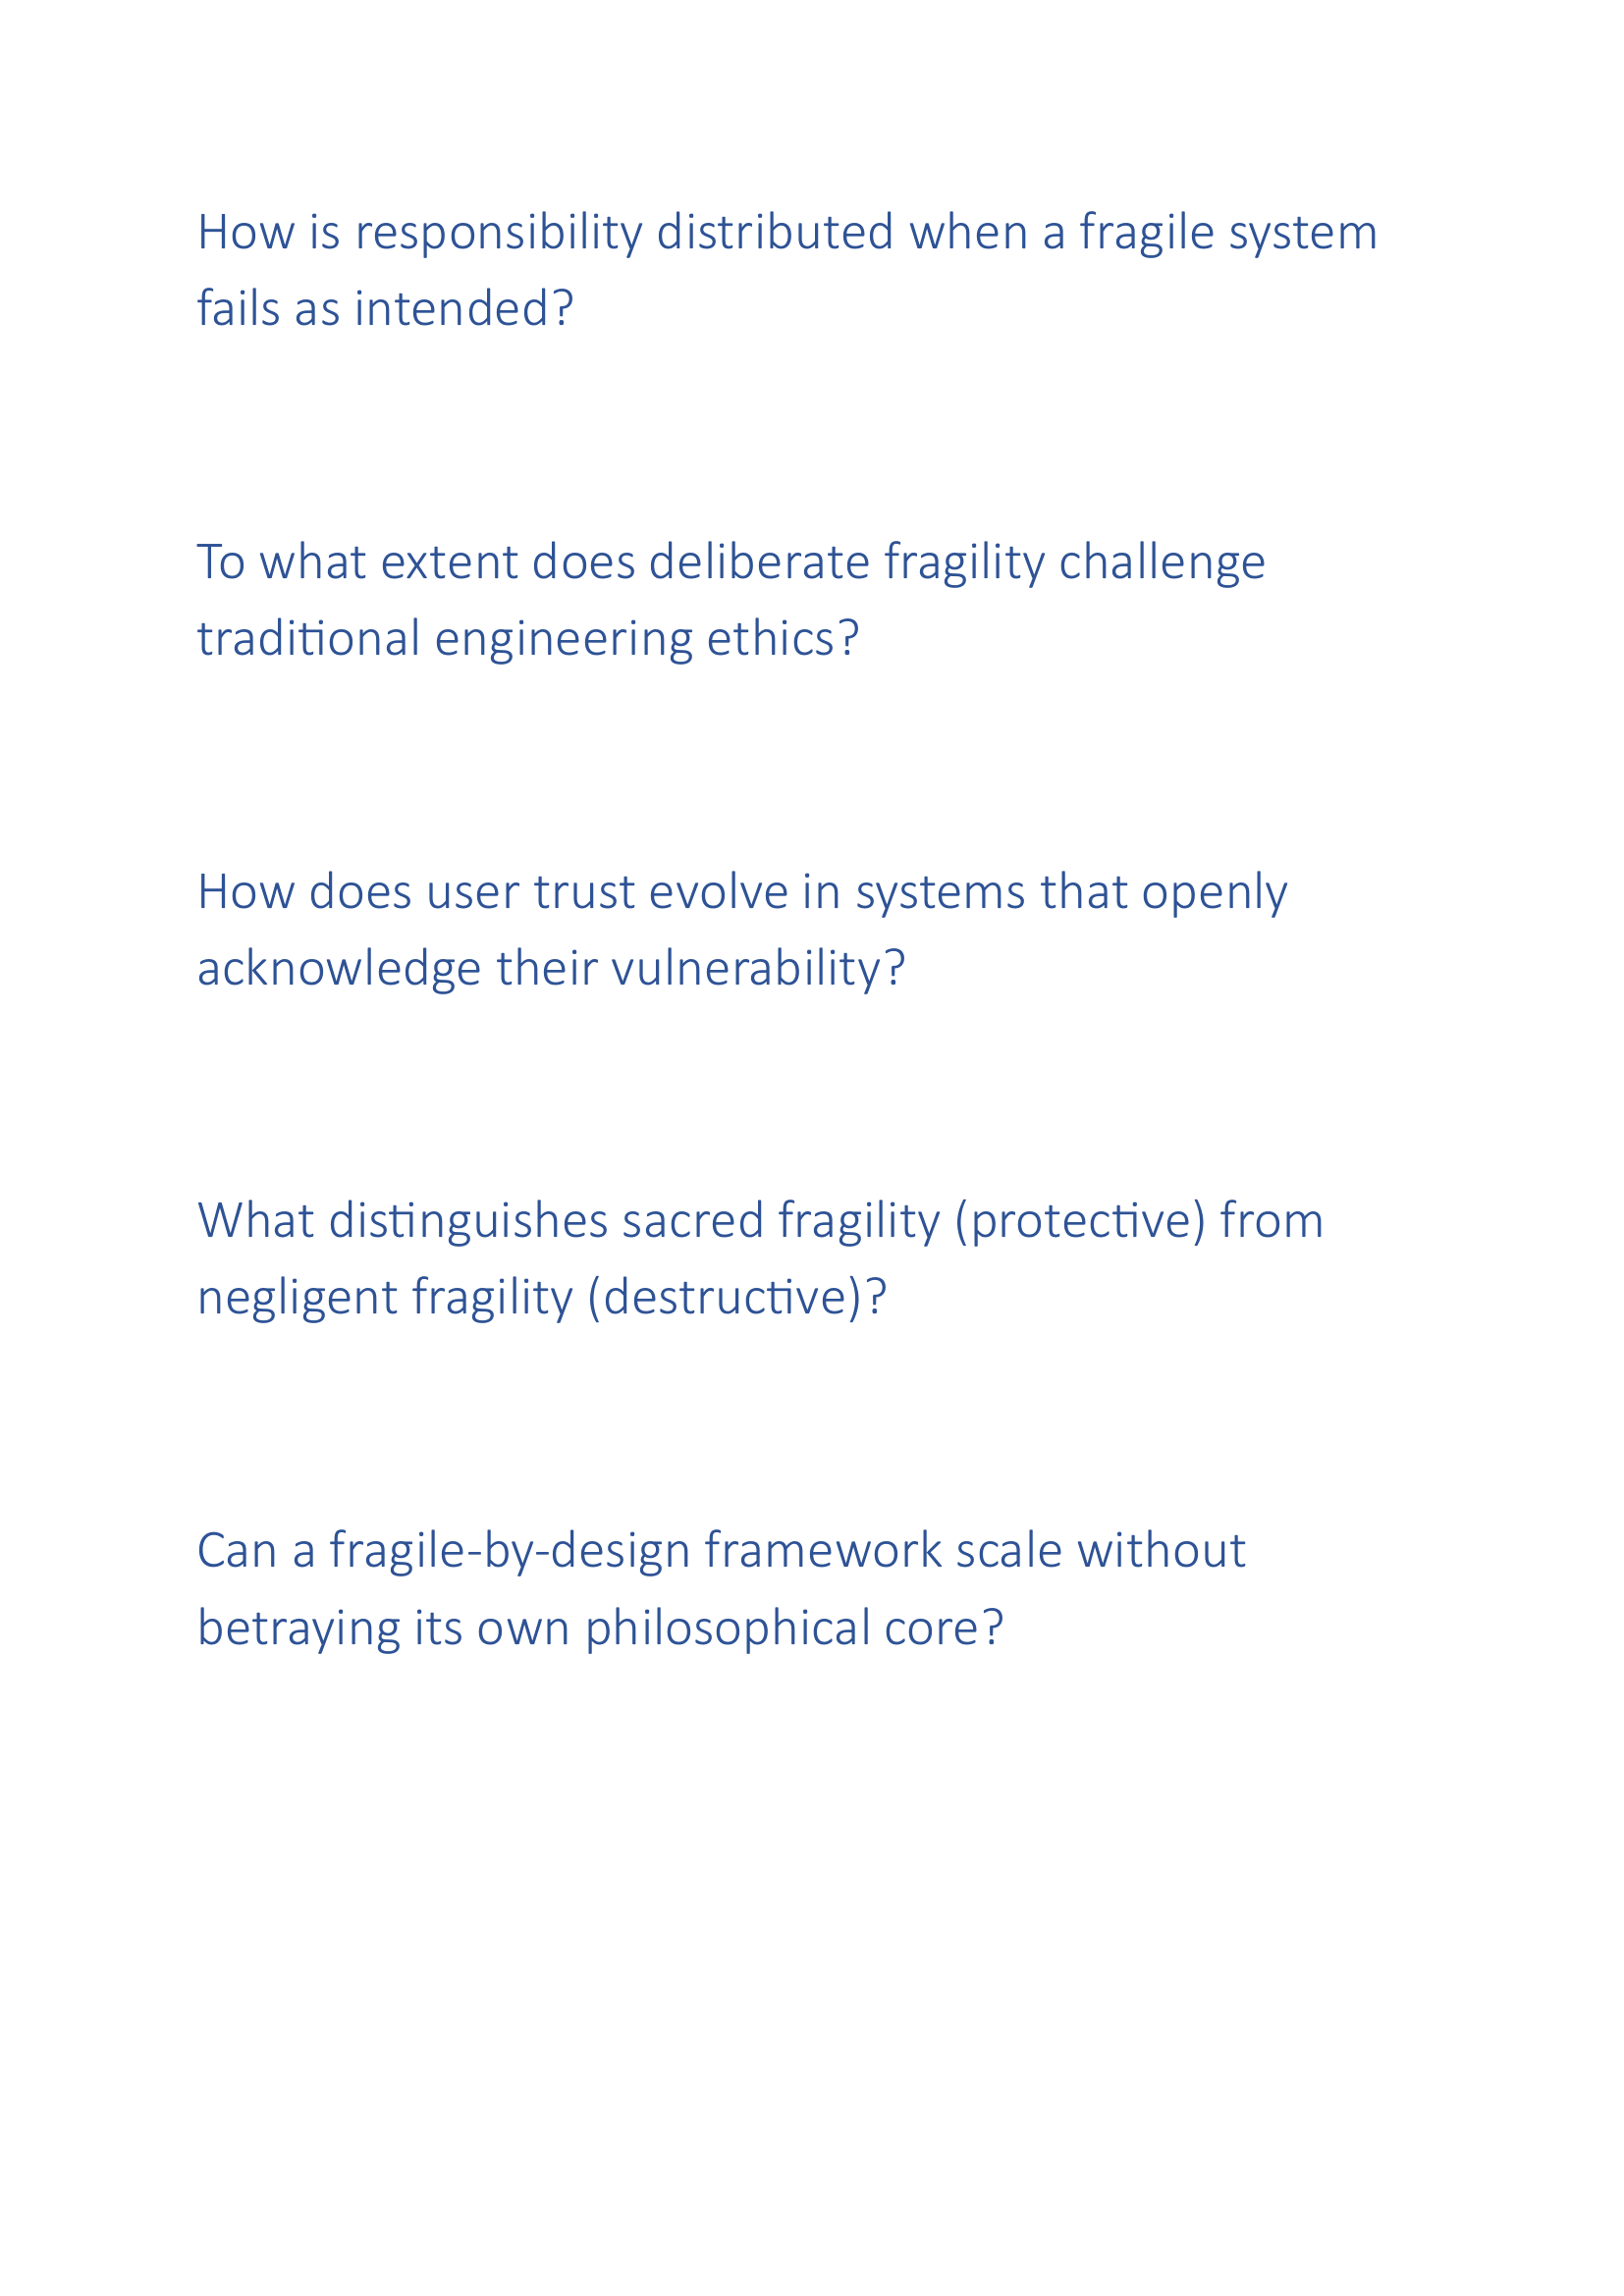 How is responsibility distributed when a fragile system
fails as intended?
To what extent does deliberate fragility challenge
traditional engineering ethics?
How does user trust evolve in systems that openly
acknowledge their vulnerability?
What distinguishes sacred fragility (protective) from
negligent fragility (destructive)?
Can a fragile-by-design framework scale without
betraying its own philosophical core?